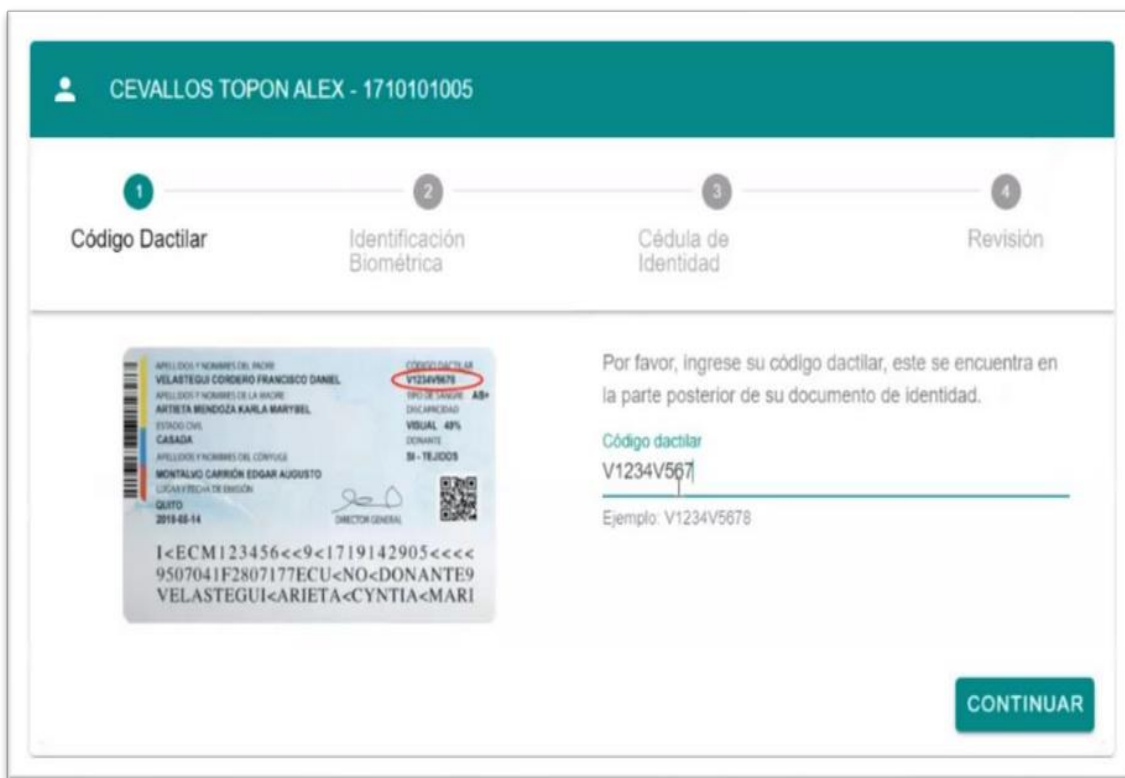 CEVALLOS TOPON ALEX - 1710101005
1
2
3
4
Código Dactilar
Identificación
Biométrica
Cédula de
Identidad
Revisión
APELLIDOS Y NOMBRES DEL PADRE
VELASTEGUI CORDERO FRANCISCO DANIEL
APELLIDOS Y NOMBRES DE LA MADRE
ARTIETA MENDOZA KARLA MARYBEL
ESTADO CIVIL
CASADA
APELLIDOS Y NOMBRES DEL CÓNYUGE
MONTALVO CARRIÓN EDGAR AUGUSTO
LUGAR Y FECHA DE EMISIÓN
QUITO
2018-05-14
CÓDIGO DACTILAR
V1234V5678
TIPO DE SANGRE AB+
DISCAPACIDAD
VISUAL 49%
DONANTE
SI - TEJIDOS
DIRECTOR GENERAL
I<ECM123456<<9<1719142905<<<<
9507041F2807177ECU<NO<DONANTE9
VELASTEGUI<ARIETA<CYNTIA<MARI
Por favor, ingrese su código dactilar, este se encuentra en
la parte posterior de su documento de identidad.
Código dactilar
V1234V567
Ejemplo: V1234V5678
CONTINUAR